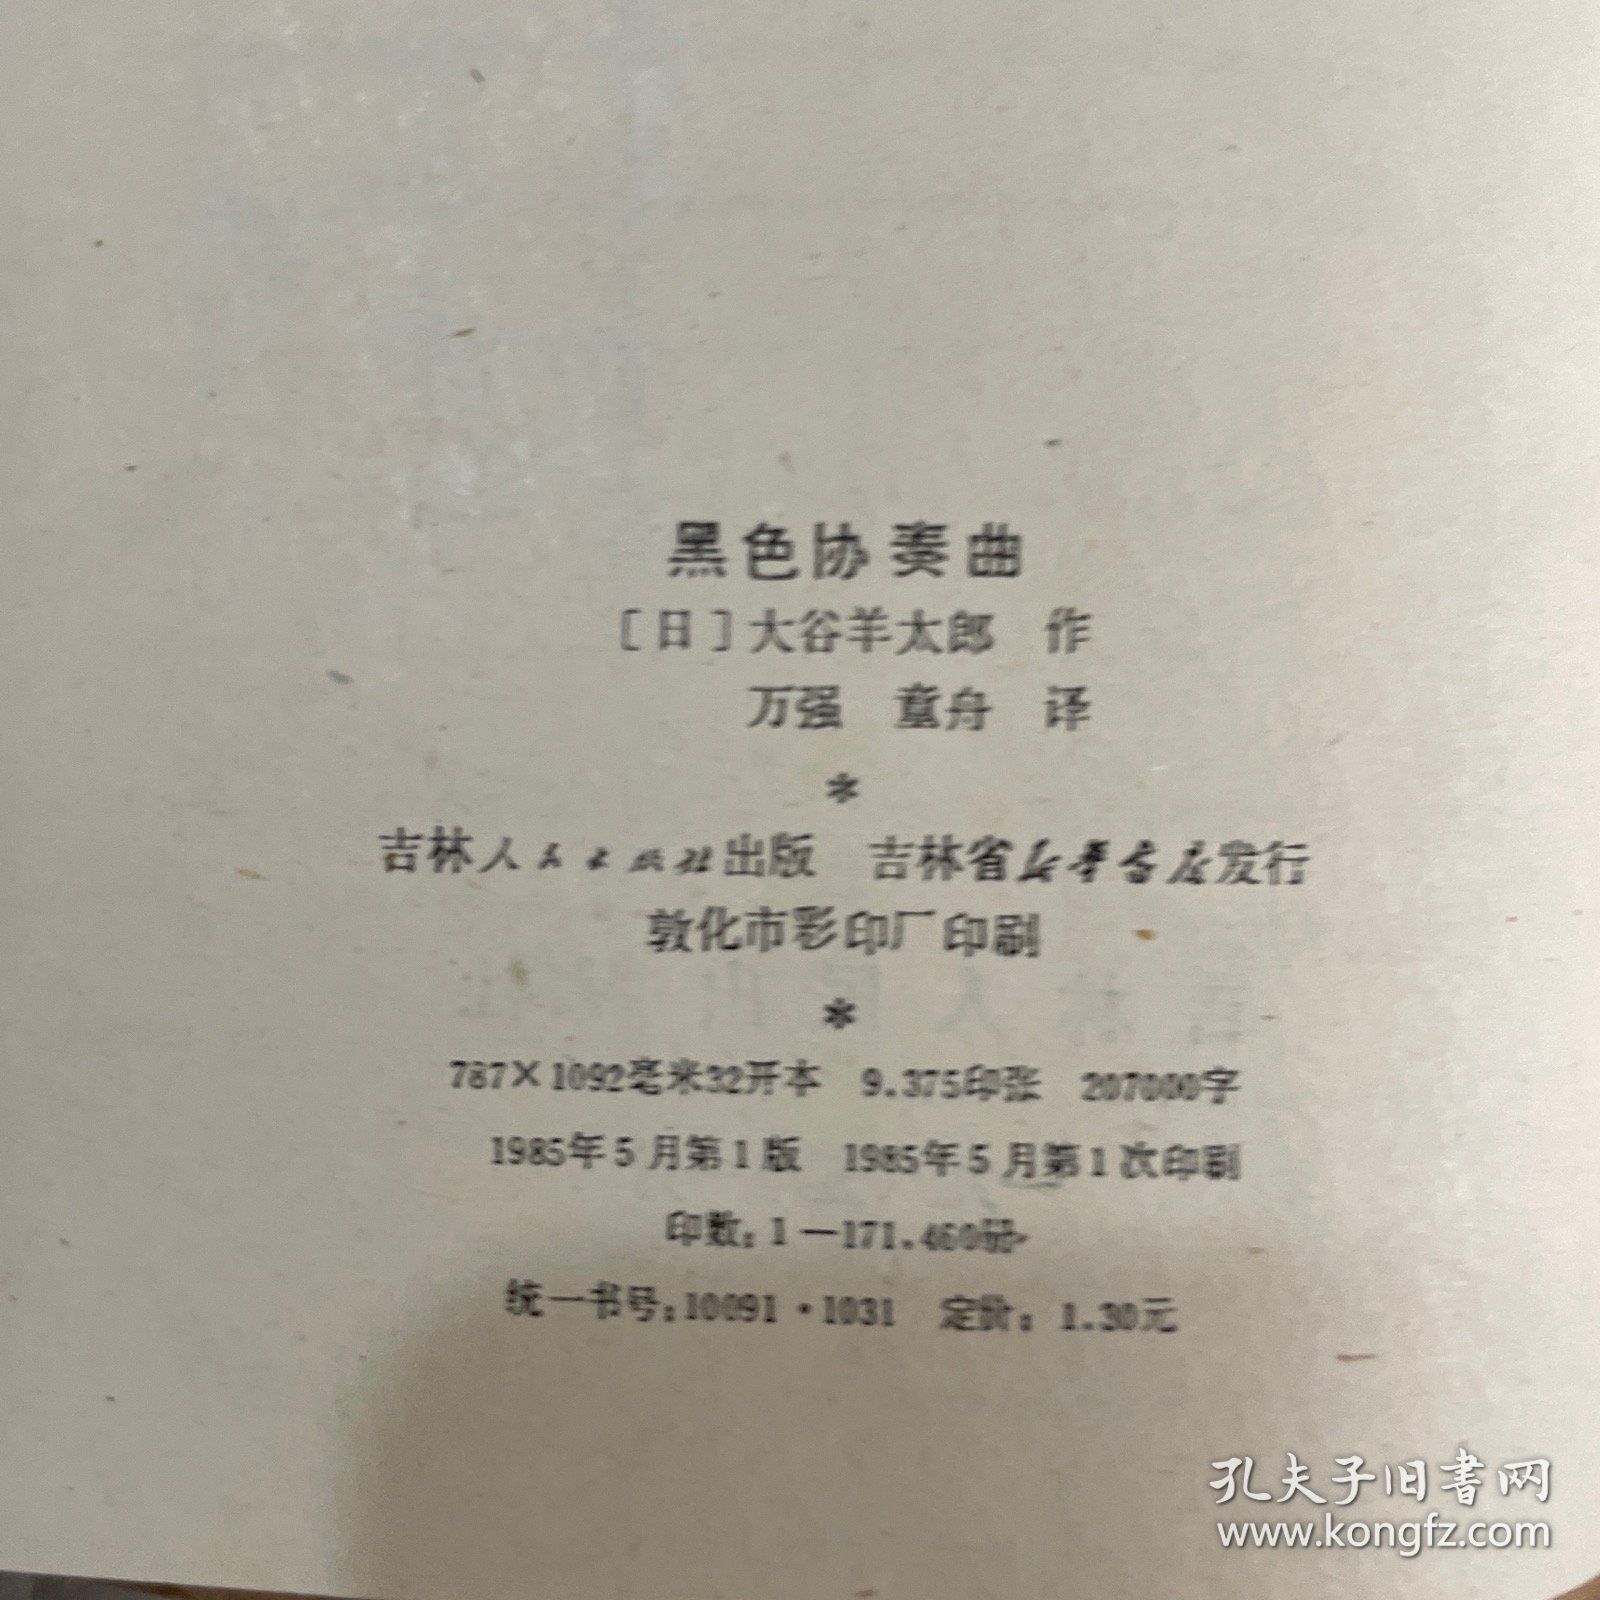 黑色协奏曲
〔日〕大谷羊太郎 作
万强 童舟 译
*
吉林人民出版社出版 吉林省新华书店发行
敦化市彩印厂印刷
*
787×1092毫米32开本 9.375印张 207000字
1985年5月第1版 1985年5月第1次印刷
印数：1—171.460册
统一书号：10091·1031 定价：1.30元
孔夫子旧书网
www.kongfz.com